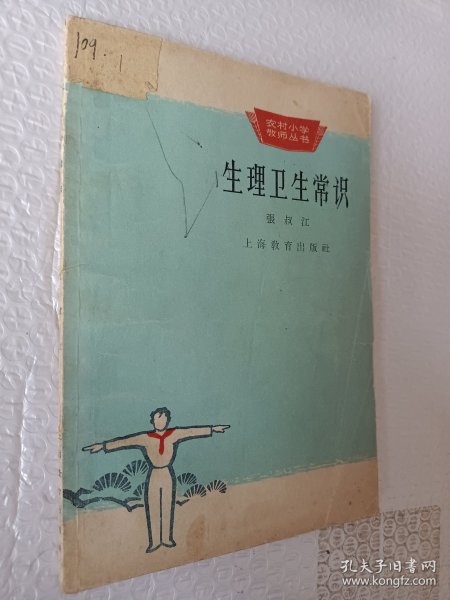 109.1
农村小学
教师丛书
生理卫生常识
張叔江
上海教育出版社
孔夫子旧书网
www.kongfz.com